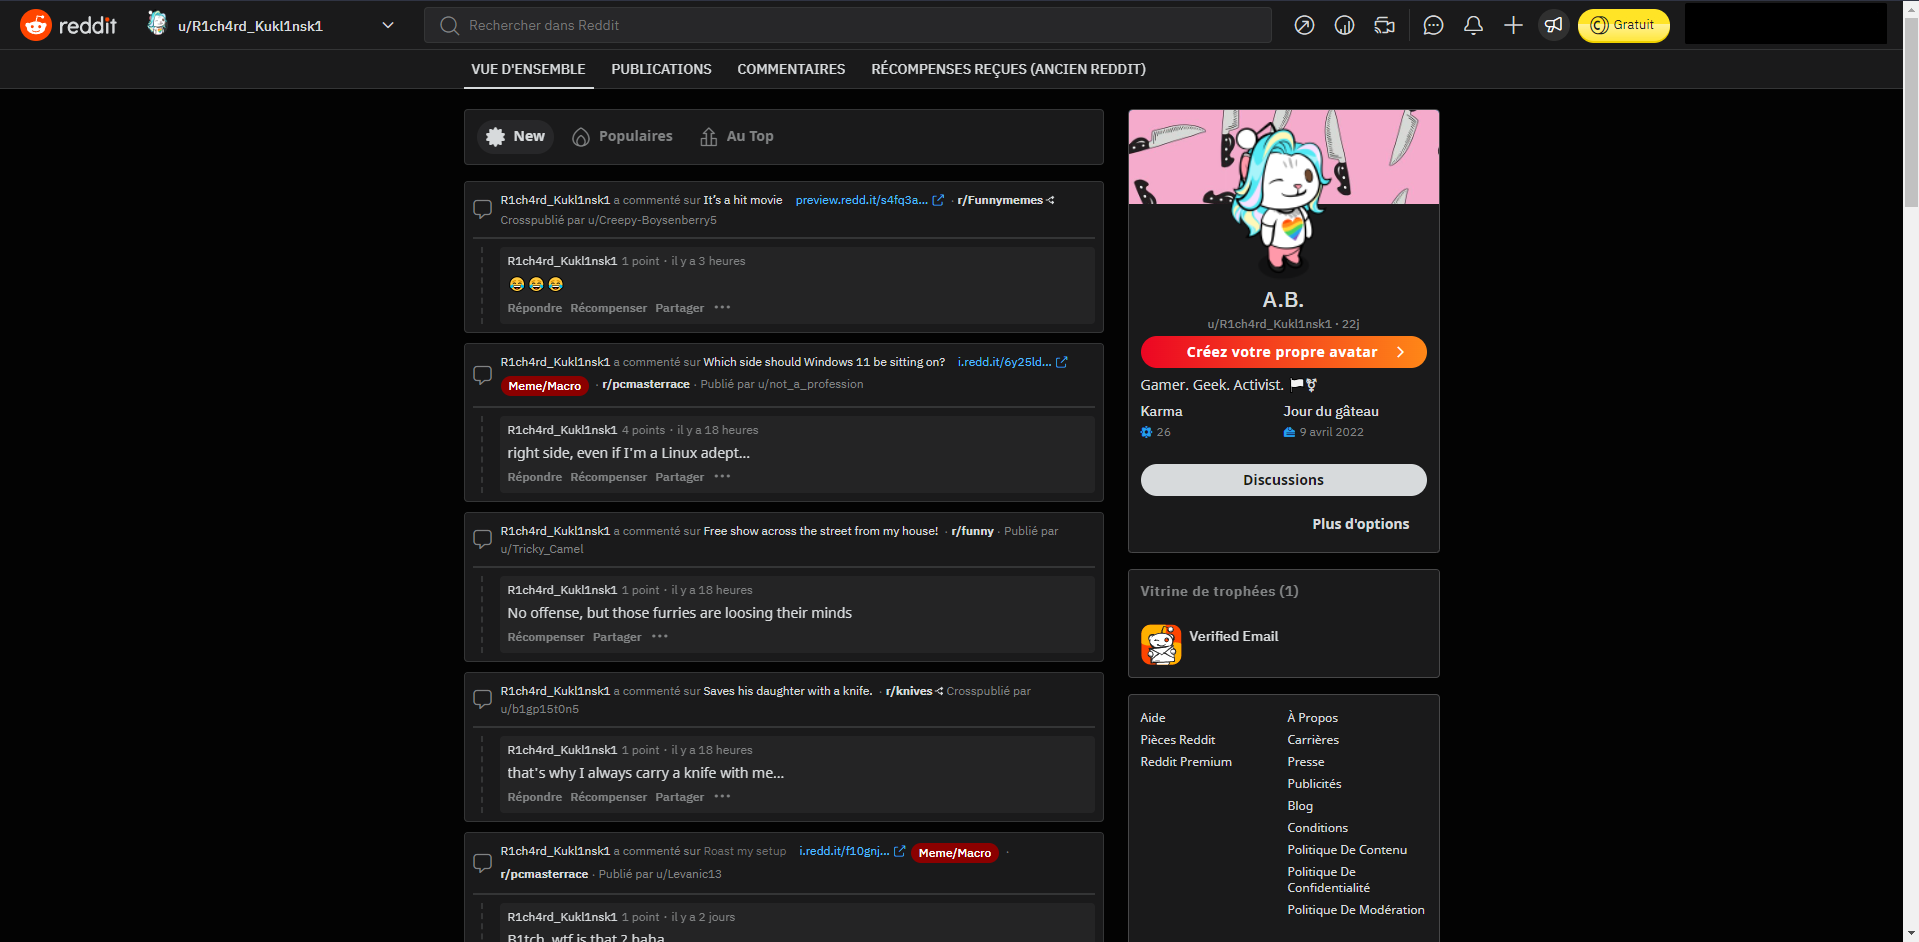 reddit
u/R1ch4rd_Kukl1nsk1
Rechercher dans Reddit
Gratuit
VUE D'ENSEMBLE PUBLICATIONS COMMENTAIRES RÉCOMPENSES REÇUES (ANCIEN REDDIT)
New Populaires Au Top
R1ch4rd_Kukl1nsk1 a commenté sur It's a hit movie preview.redd.it/s4fq3a... · r/Funnymemes
Crosspublié par u/Creepy-Boysenberry5
R1ch4rd_Kukl1nsk1 1 point · il y a 3 heures
😂😂😂
Répondre Récompenser Partager ···
R1ch4rd_Kukl1nsk1 a commenté sur Which side should Windows 11 be sitting on? i.redd.it/6y25ld...
Meme/Macro · r/pcmasterrace · Publié par u/not_a_profession
R1ch4rd_Kukl1nsk1 4 points · il y a 18 heures
right side, even if I'm a Linux adept...
Répondre Récompenser Partager ···
R1ch4rd_Kukl1nsk1 a commenté sur Free show across the street from my house! · r/funny · Publié par
u/Tricky_Camel
R1ch4rd_Kukl1nsk1 1 point · il y a 18 heures
No offense, but those furries are loosing their minds
Récompenser Partager ···
R1ch4rd_Kukl1nsk1 a commenté sur Saves his daughter with a knife. · r/knives Crosspublié par
u/b1gp15t0n5
R1ch4rd_Kukl1nsk1 1 point · il y a 18 heures
that's why I always carry a knife with me...
Répondre Récompenser Partager ···
R1ch4rd_Kukl1nsk1 a commenté sur Roast my setup i.redd.it/f10gnj... Meme/Macro ·
r/pcmasterrace · Publié par u/Levanic13
R1ch4rd_Kukl1nsk1 1 point · il y a 2 jours
B1tch, wtf is that ? haha
A.B.
u/R1ch4rd_Kukl1nsk1 · 22j
Créez votre propre avatar
Gamer. Geek. Activist. 🏳️⚧
Karma Jour du gâteau
26 9 avril 2022
Discussions
Plus d'options
Vitrine de trophées (1)
Verified Email
Aide
Pièces Reddit
Reddit Premium
À Propos
Carrières
Presse
Publicités
Blog
Conditions
Politique De Contenu
Politique De
Confidentialité
Politique De Modération